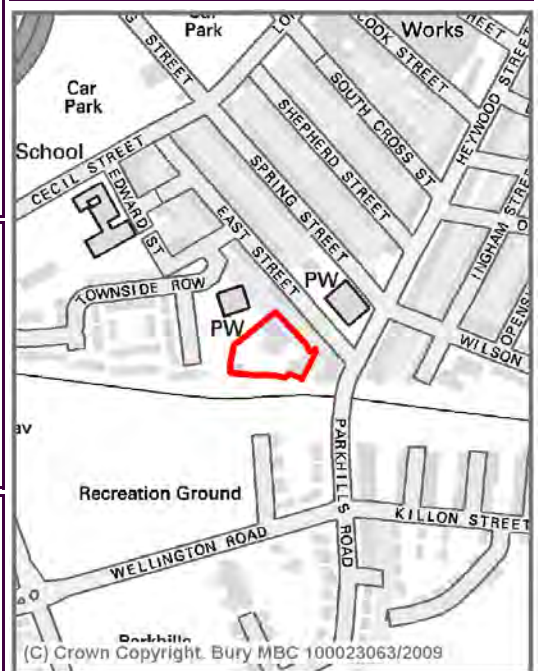 Car
Park
Works
COOK STREET
STREET
Car
Park
SOUTH CROSS ST
HEYWOOD STREET
School
SHEPHERD STREET
CECIL STREET
EDWARD ST
SPRING STREET
EAST STREET
INGHAM STREET
PW
TOWNSIDE ROW
PW
WILSON
PARKHILLS ROAD
Recreation Ground
KILLON STREET
WELLINGTON ROAD
(C) Crown Copyright. Bury MBC 100023063/2009